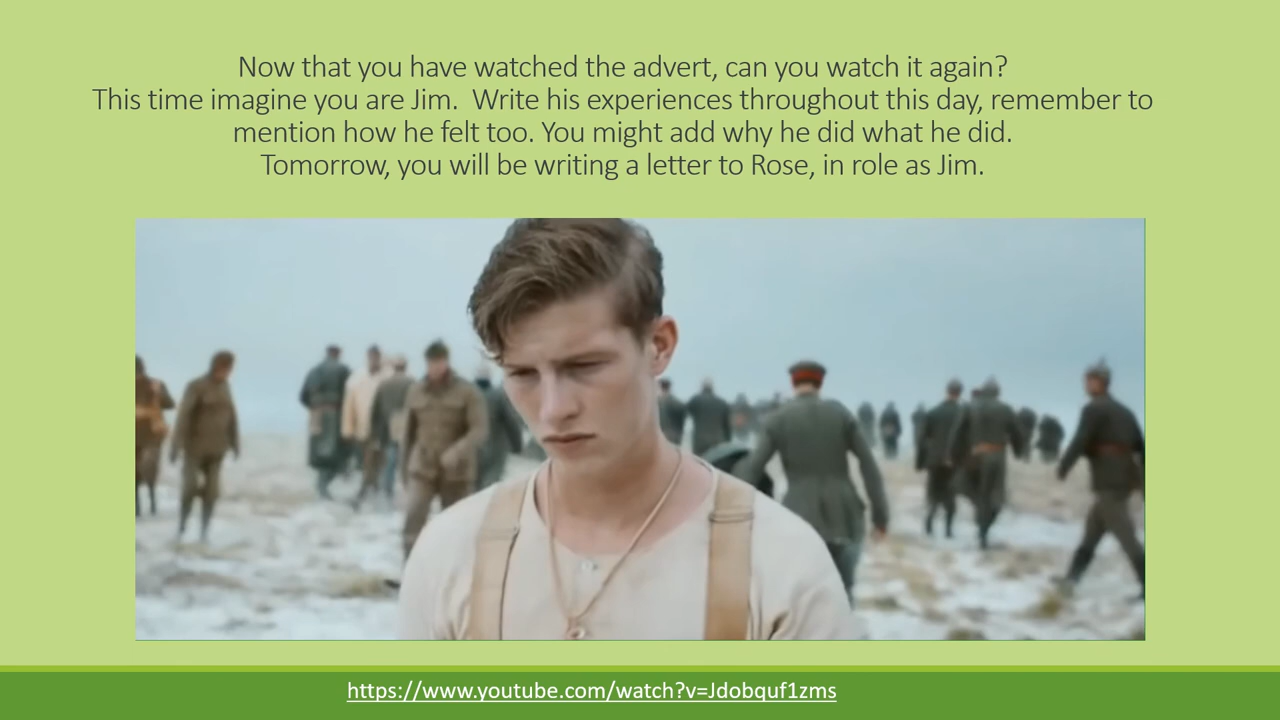 Now that you have watched the advert, can you watch it again?
This time imagine you are Jim.  Write his experiences throughout this day, remember to
mention how he felt too. You might add why he did what he did.
Tomorrow, you will be writing a letter to Rose, in role as Jim.
https://www.youtube.com/watch?v=Jdobquf1zms